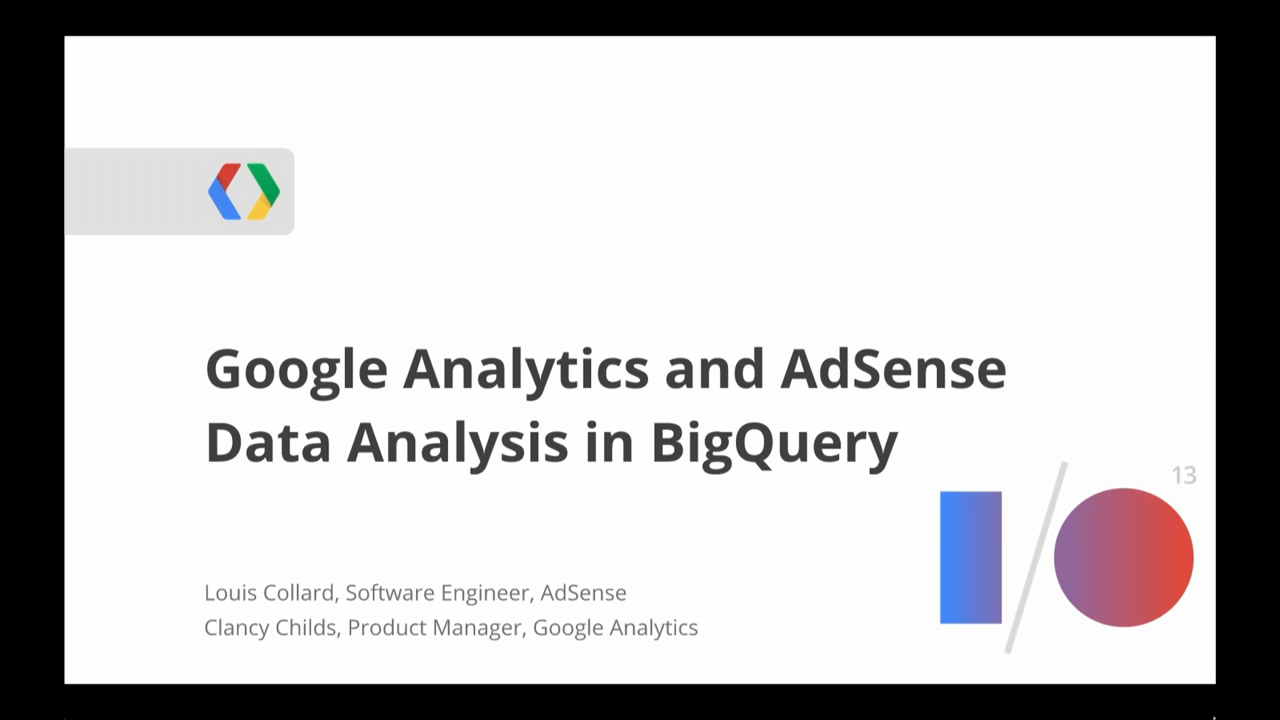 Google Analytics and AdSense
Data Analysis in BigQuery
13
I/O
Louis Collard, Software Engineer, AdSense
Clancy Childs, Product Manager, Google Analytics